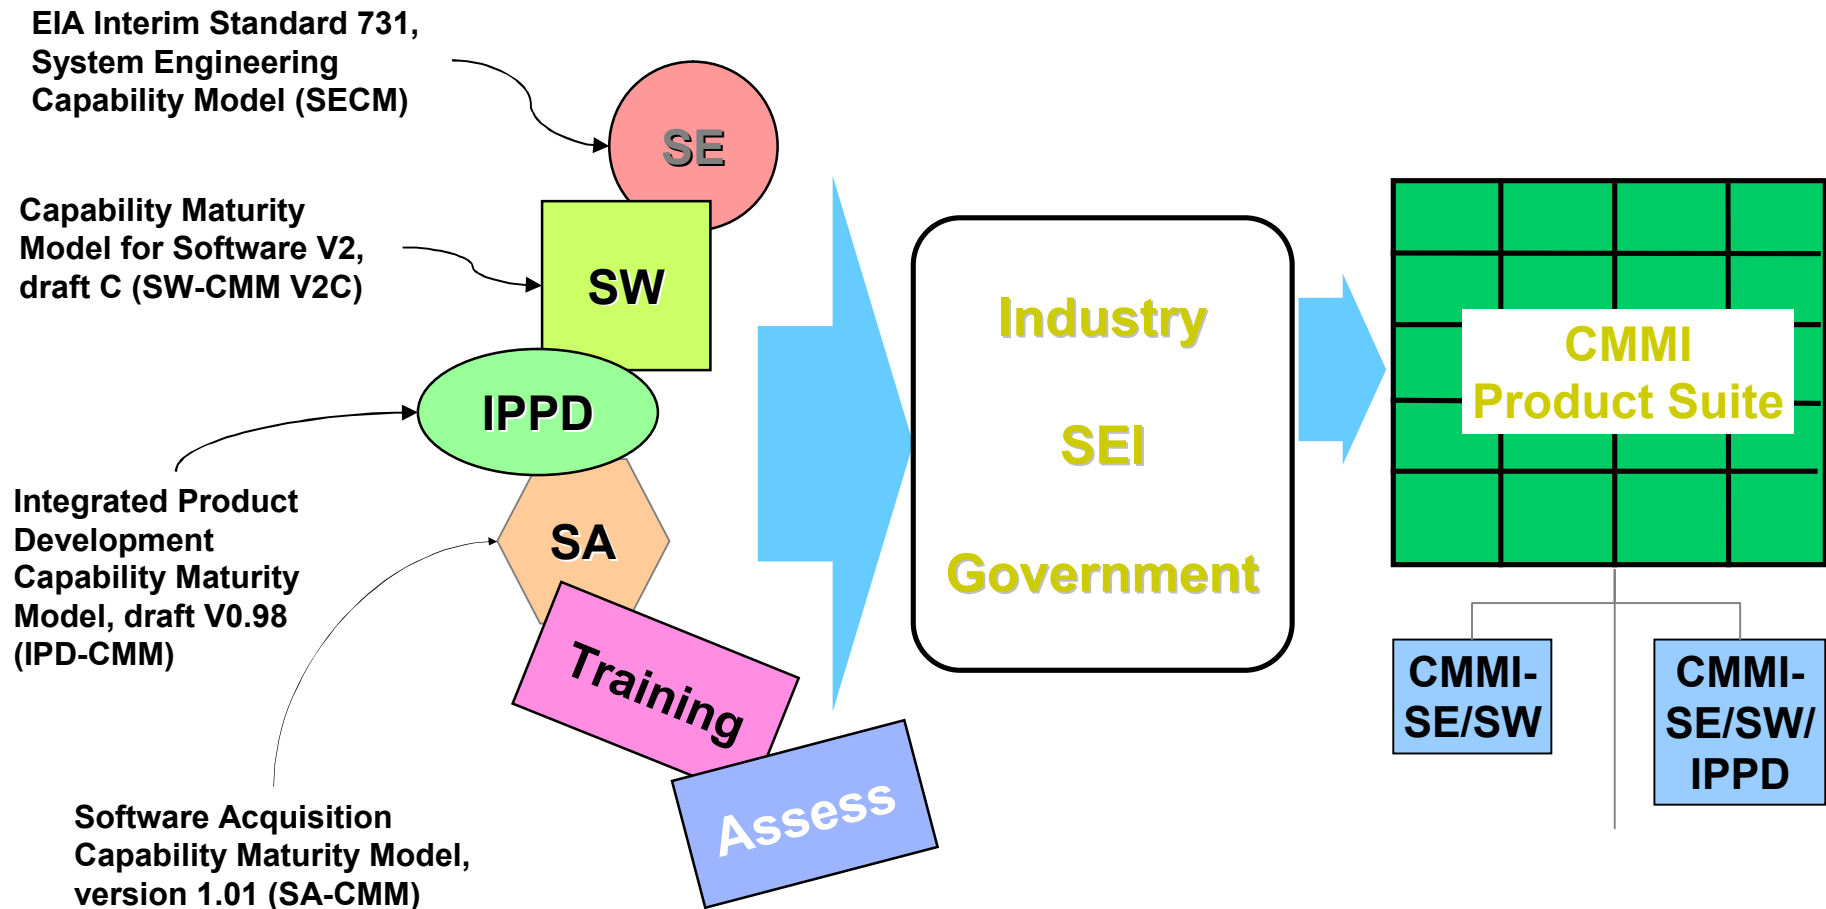 EIA Interim Standard 731,
System Engineering
Capability Model (SECM)
SE
Capability Maturity
Model for Software V2,
draft C (SW-CMM V2C)
SW
IPPD
Integrated Product
Development
Capability Maturity
Model, draft V0.98
(IPD-CMM)
SA
Training
Assess
Software Acquisition
Capability Maturity Model,
version 1.01 (SA-CMM)
Industry
SEI
Government
CMMI
Product Suite
CMMI-
SE/SW
CMMI-
SE/SW/
IPPD